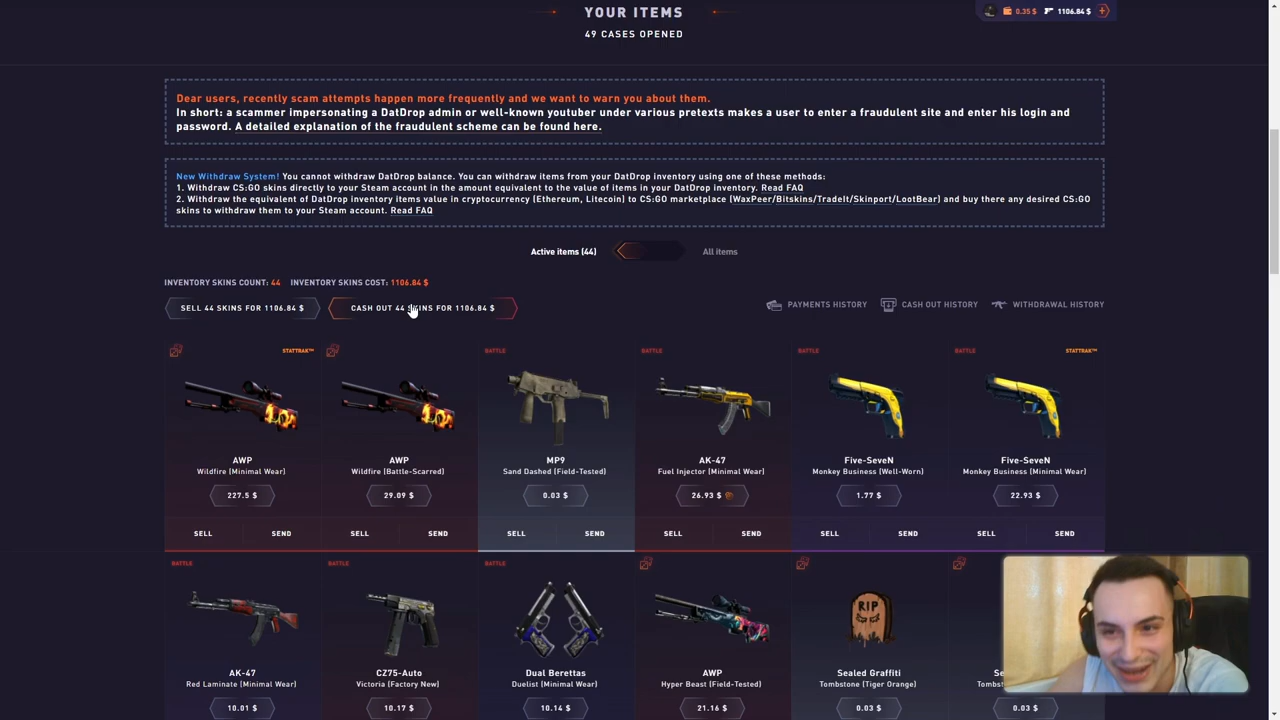 YOUR ITEMS
0.35 $ 1106.84 $
49 CASES OPENED
Dear users, recently scam attempts happen more frequently and we want to warn you about them.
In short: a scammer impersonating a DatDrop admin or well-known youtuber under various pretexts makes a user to enter a fraudulent site and enter his login and
password. A detailed explanation of the fraudulent scheme can be found here.
New Withdraw System! You cannot withdraw DatDrop balance. You can withdraw items from your DatDrop inventory using one of these methods:
1. Withdraw CS:GO skins directly to your Steam account in the amount equivalent to the value of items in your DatDrop inventory. Read FAQ
2. Withdraw the equivalent of DatDrop inventory items value in cryptocurrency (Ethereum, Litecoin) to CS:GO marketplace (WaxPeer/Bitskins/TradeIt/Skinport/LootBear) and buy there any desired CS:GO
skins to withdraw them to your Steam account. Read FAQ
Active items (44) All items
INVENTORY SKINS COUNT: 44 INVENTORY SKINS COST: 1106.84 $
SELL 44 SKINS FOR 1106.84 $ CASH OUT 44 SKINS FOR 1106.84 $ PAYMENTS HISTORY CASH OUT HISTORY WITHDRAWAL HISTORY
STATTRAK™ BATTLE BATTLE BATTLE BATTLE STATTRAK™
AWP AWP MP9 AK-47 Five-SeveN Five-SeveN
Wildfire (Minimal Wear) Wildfire (Battle-Scarred) Sand Dashed (Field-Tested) Fuel Injector (Minimal Wear) Monkey Business (Well-Worn) Monkey Business (Minimal Wear)
227.5 $ 29.09 $ 0.03 $ 26.93 $ 1.77 $ 22.93 $
SELL SEND SELL SEND SELL SEND SELL SEND SELL SEND SELL SEND
BATTLE BATTLE BATTLE
RIP
AK-47 CZ75-Auto Dual Berettas AWP Sealed Graffiti
Red Laminate (Minimal Wear) Victoria (Factory New) Duelist (Minimal Wear) Hyper Beast (Field-Tested) Tombstone (Tiger Orange)
10.01 $ 10.17 $ 10.14 $ 21.16 $ 0.03 $ 0.03 $